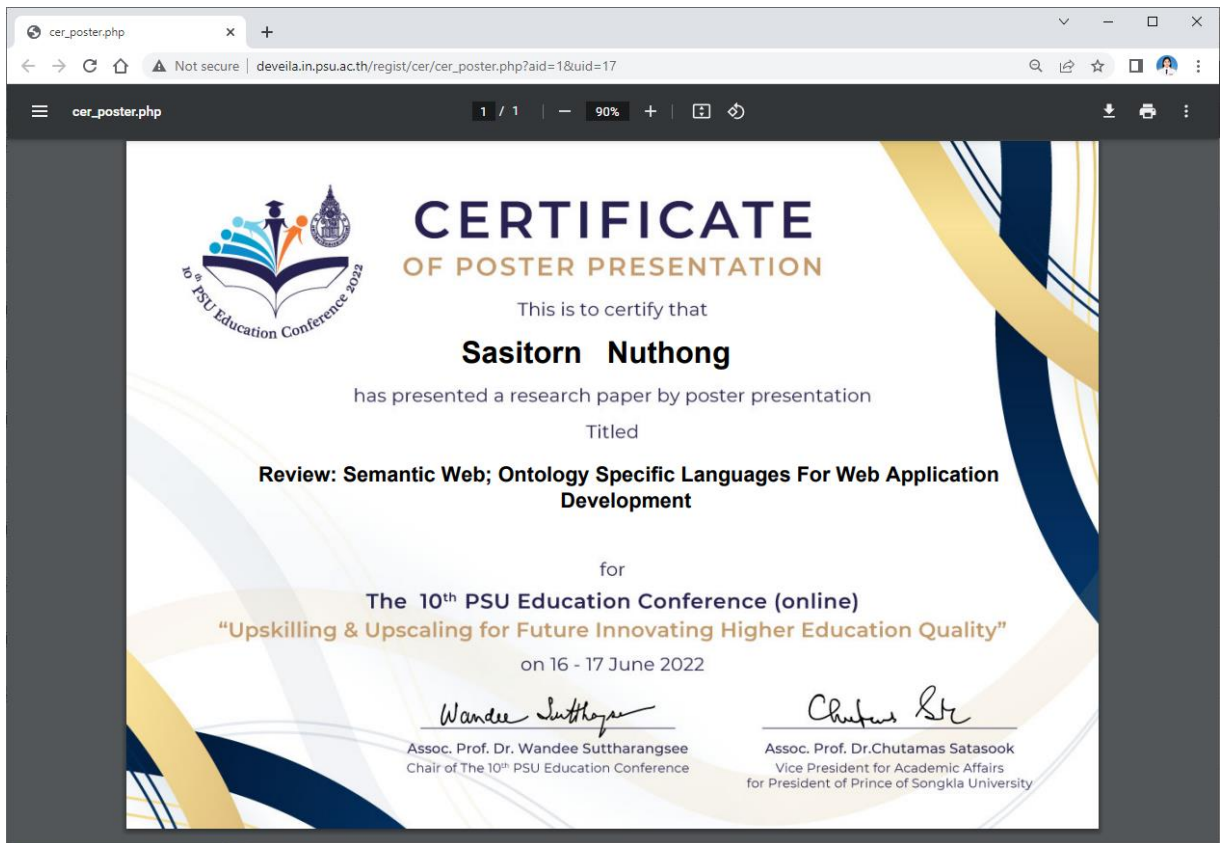 cer_poster.php
Not secure | deveila.in.psu.ac.th/regist/cer/cer_poster.php?aid=1&uid=17
cer_poster.php
1 / 1
90%
10th PSU Education Conference 2022
CERTIFICATE
OF POSTER PRESENTATION
This is to certify that
Sasitorn Nuthong
has presented a research paper by poster presentation
Titled
Review: Semantic Web; Ontology Specific Languages For Web Application
Development
for
The 10th PSU Education Conference (online)
“Upskilling & Upscaling for Future Innovating Higher Education Quality”
on 16 - 17 June 2022
Assoc. Prof. Dr. Wandee Suttharangsee
Chair of The 10th PSU Education Conference
Assoc. Prof. Dr.Chutamas Satasook
Vice President for Academic Affairs
for President of Prince of Songkla University